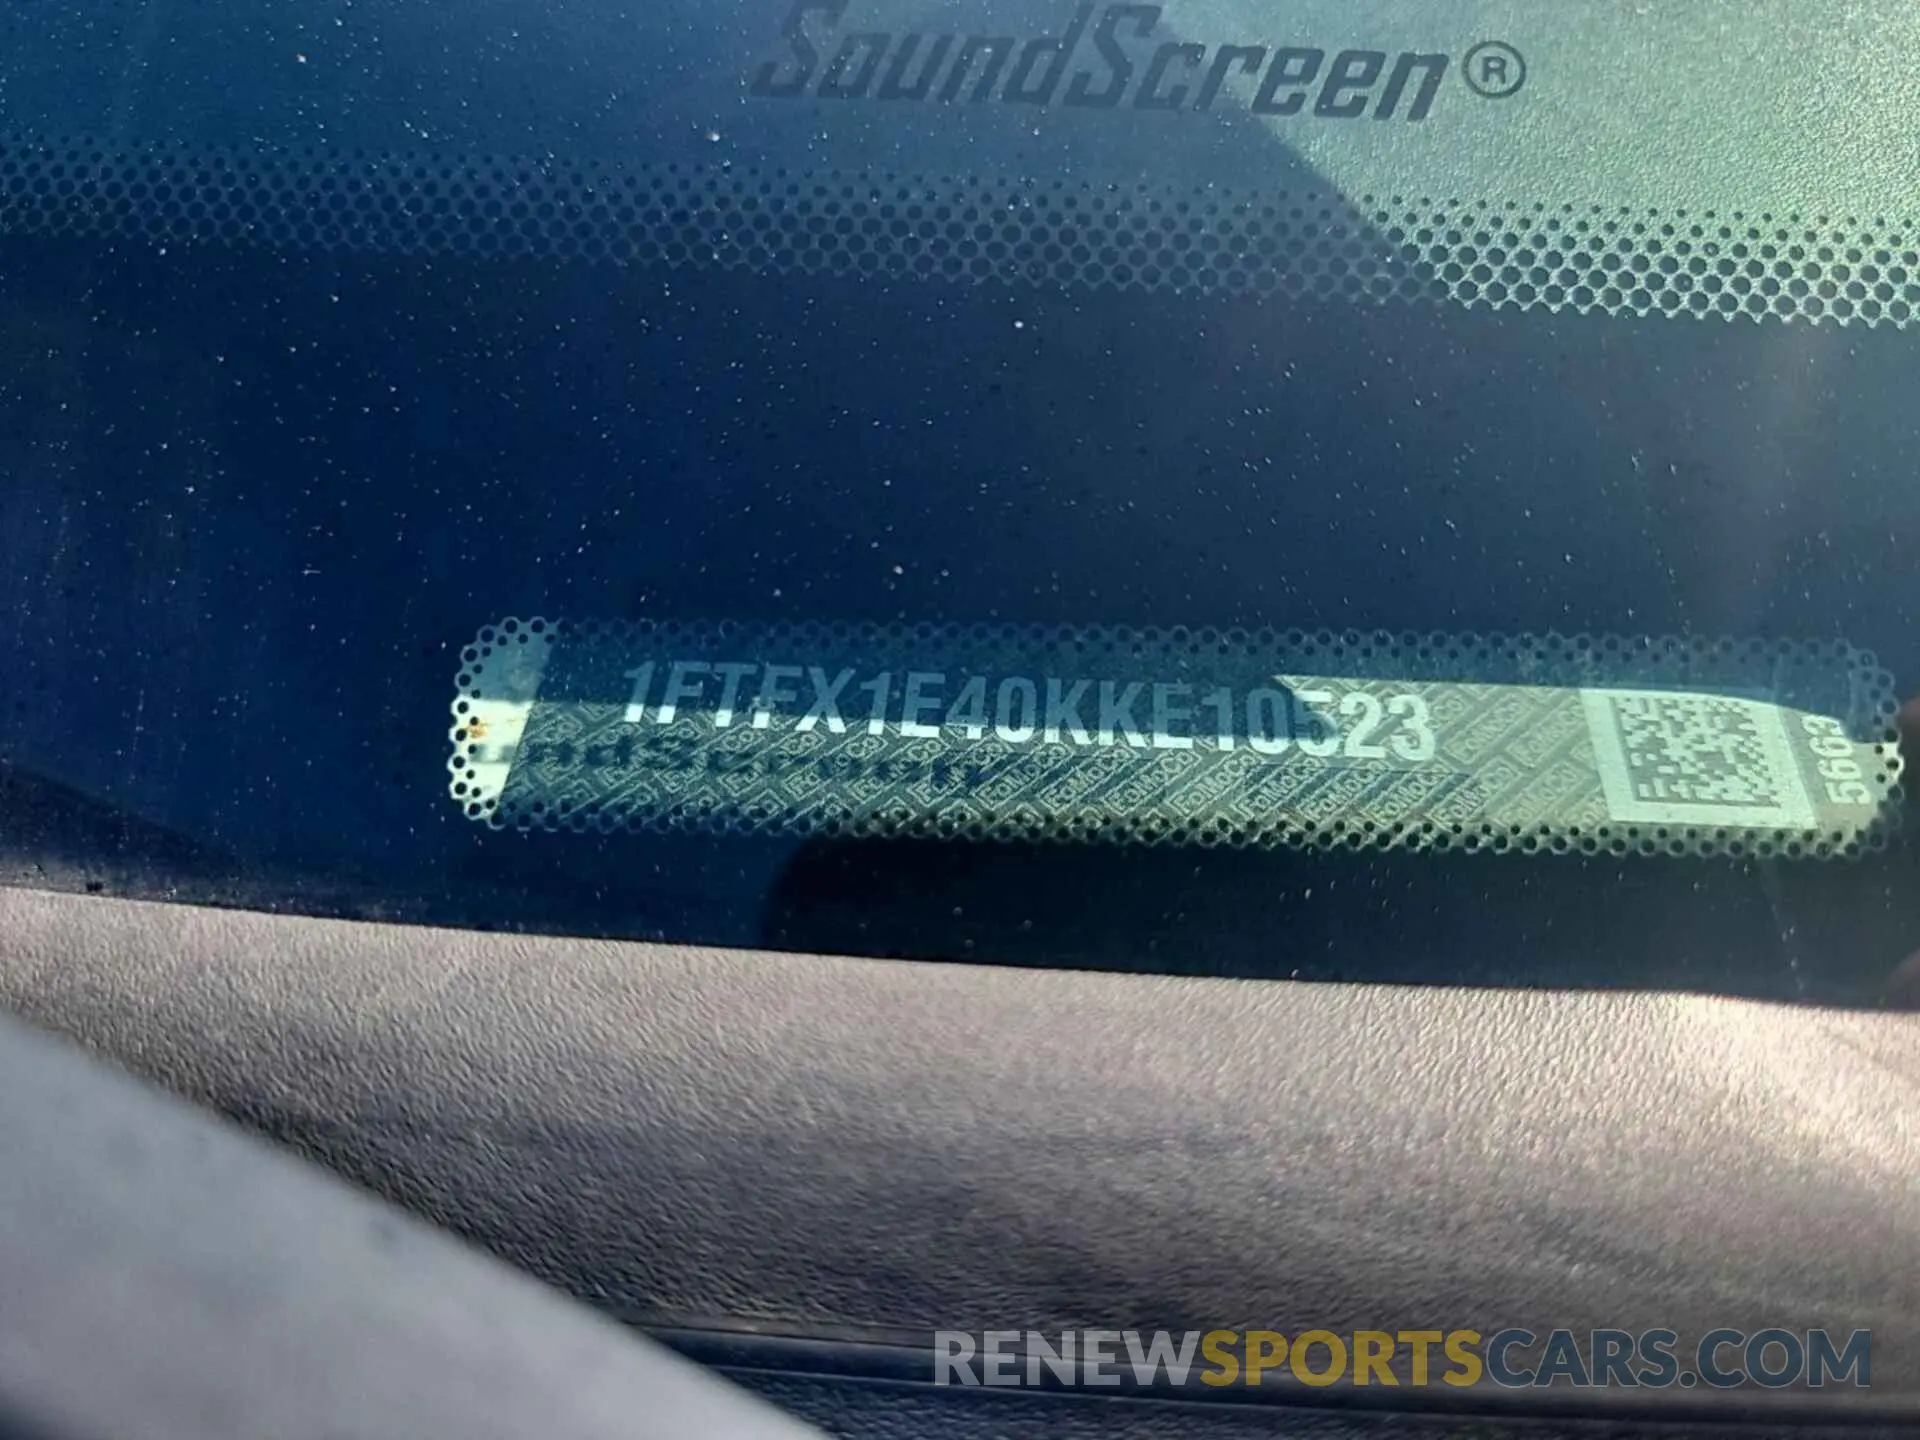 SoundScreen®
1FTFX1E40KKE10523
5663
RENEWSPORTSCARS.COM